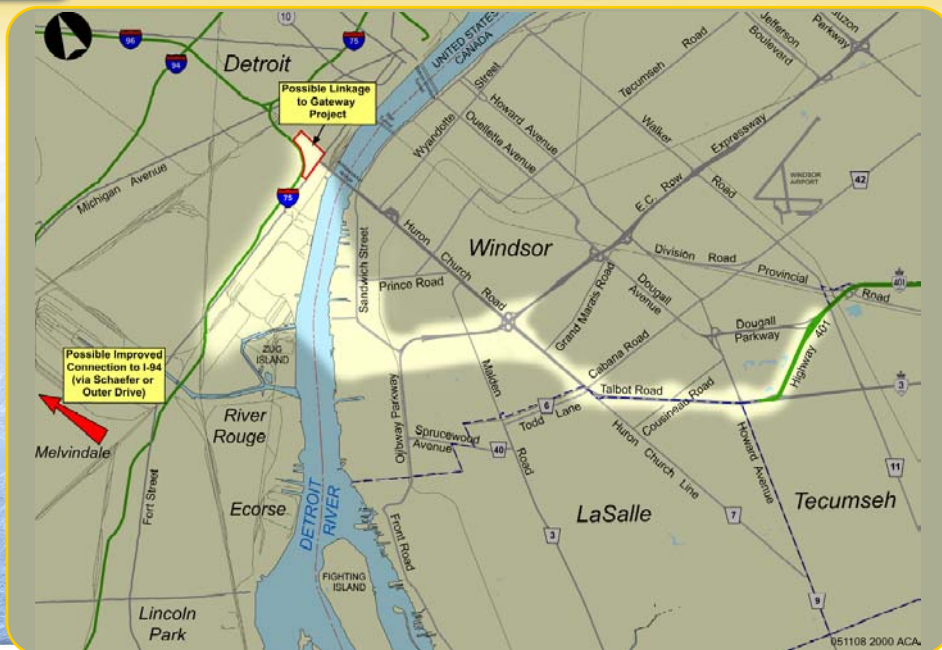 10
96
75
UNITED STATES
CANADA
Jefferson
Boulevard
Lauzon
Parkway
94
Detroit
Tecumseh
Road
Possible Linkage
to Gateway
Project
Street
Wyandotte
Howard Avenue
Ouellette Avenue
Walker
Road
Expressway
E.C. Row
WINDSOR
AIRPORT
42
Michigan Avenue
75
Huron
Church
Road
Windsor
Sandwich Street
Prince Road
Division Road
Provincial
Road
401
Grand Marais Road
Dougall
Avenue
Dougall
Parkway
Highway 401
Possible Improved
Connection to I-94
(via Schaefer or
Outer Drive)
ZUG
ISLAND
Malden
Road
Cabana Road
Talbot Road
3
Cousineau Road
6
Todd Lane
Ojibway Parkway
Sprucewood
Avenue
40
River
Rouge
Melvindale
Huron Church Line
Howard Avenue
11
Fort Street
Ecorse
DETROIT
RIVER
Front Road
LaSalle
Tecumseh
7
3
FIGHTING
ISLAND
9
Lincoln
Park
051108 2000 ACA